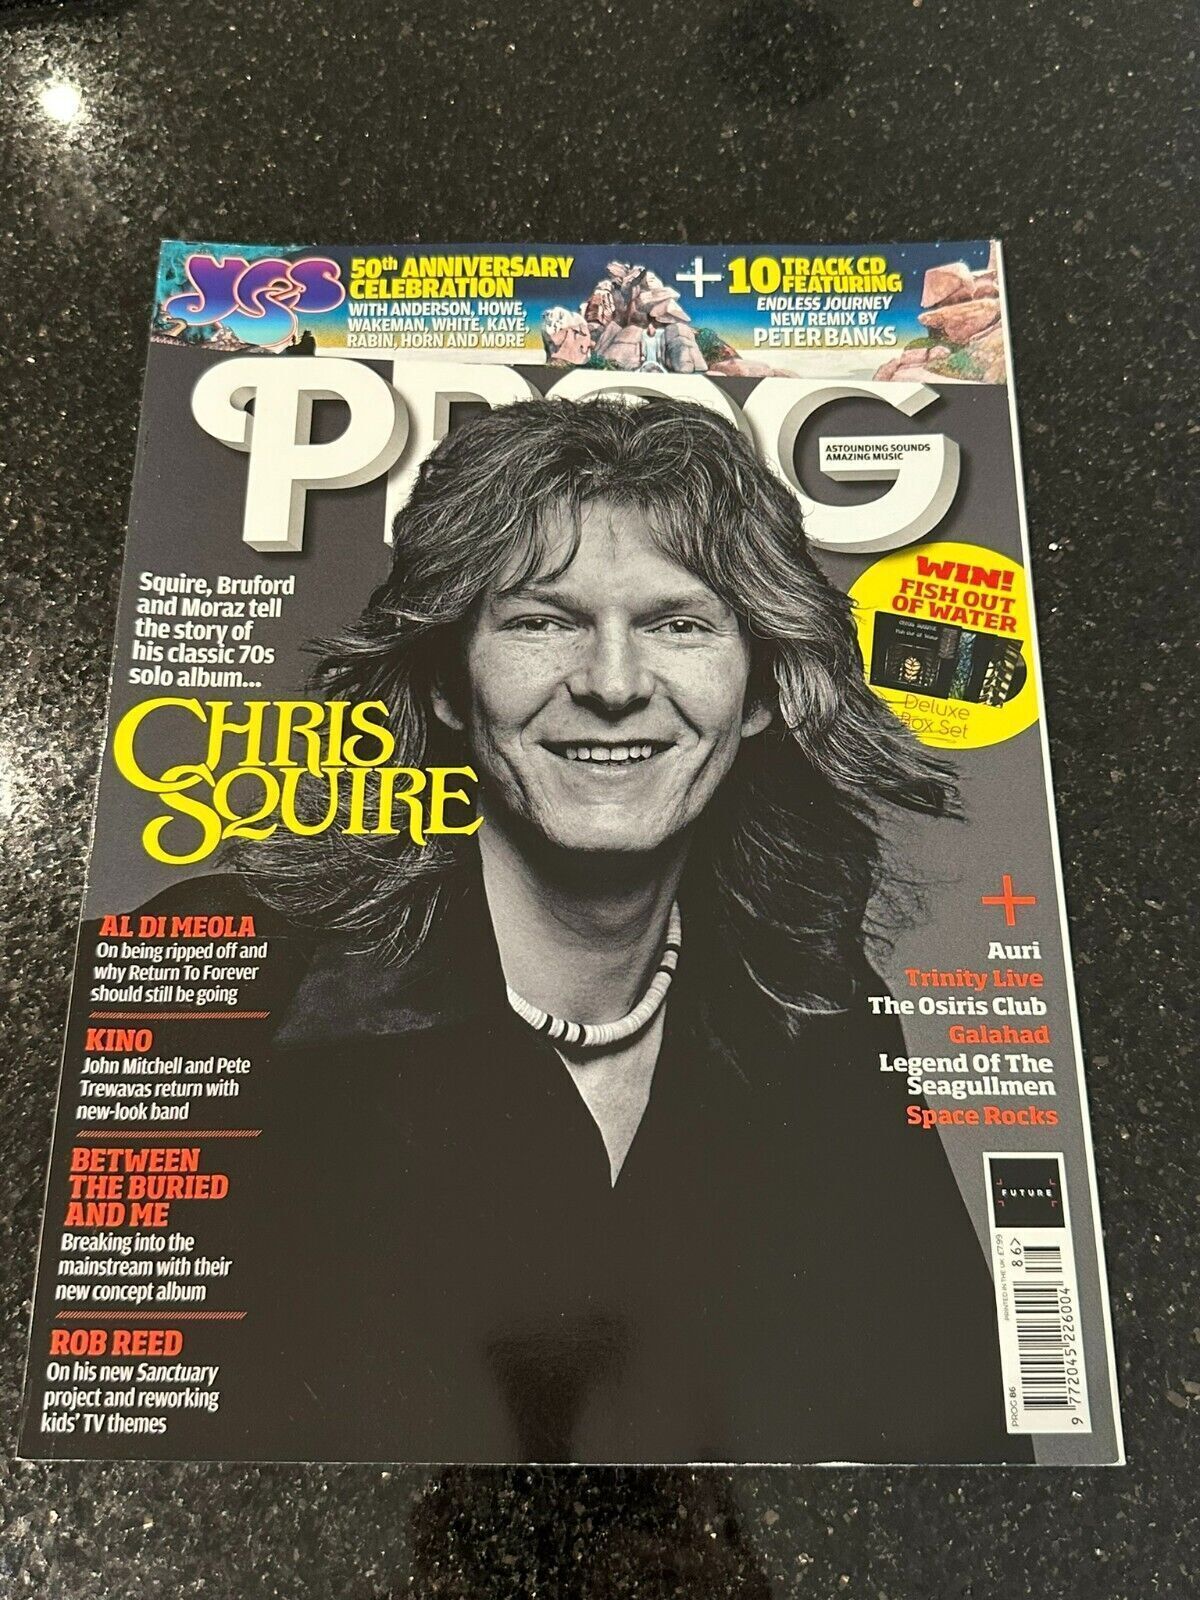 YES
50th ANNIVERSARY
CELEBRATION
WITH ANDERSON, HOWE,
WAKEMAN, WHITE, KAYE,
RABIN, HORN AND MORE
+ 10 TRACK CD
FEATURING
ENDLESS JOURNEY
NEW REMIX BY
PETER BANKS
PROG
ASTOUNDING SOUNDS
AMAZING MUSIC
Squire, Bruford
and Moraz tell
the story of
his classic 70s
solo album...
CHRIS
SQUIRE
WIN!
FISH OUT
OF WATER
Deluxe
Box Set
AL DI MEOLA
On being ripped off and
why Return To Forever
should still be going
KINO
John Mitchell and Pete
Trewavas return with
new-look band
BETWEEN
THE BURIED
AND ME
Breaking into the
mainstream with their
new concept album
ROB REED
On his new Sanctuary
project and reworking
kids' TV themes
+
Auri
Trinity Live
The Osiris Club
Galahad
Legend Of The
Seagullmen
Space Rocks
FUTURE
PROG 86
PRINTED IN THE UK £7.99
86>
9 772045 226004